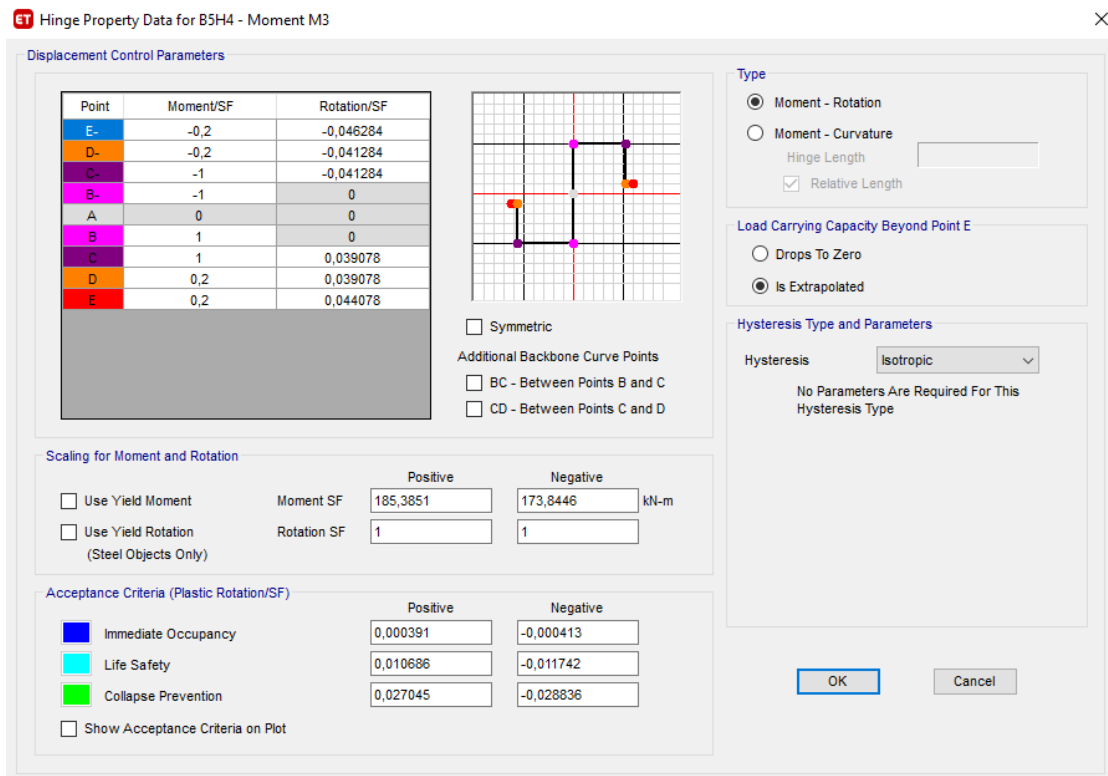 ET Hinge Property Data for B5H4 - Moment M3
Displacement Control Parameters
Point Moment/SF Rotation/SF
E- -0,2 -0,046284
D- -0,2 -0,041284
C- -1 -0,041284
B- -1 0
A 0 0
B 1 0
C 1 0,039078
D 0,2 0,039078
E 0,2 0,044078
Symmetric
Additional Backbone Curve Points
BC - Between Points B and C
CD - Between Points C and D
Type
Moment - Rotation
Moment - Curvature
Hinge Length
Relative Length
Load Carrying Capacity Beyond Point E
Drops To Zero
Is Extrapolated
Hysteresis Type and Parameters
Hysteresis Isotropic
No Parameters Are Required For This
Hysteresis Type
Scaling for Moment and Rotation
Positive Negative
Use Yield Moment Moment SF 185,3851 173,8446 kN-m
Use Yield Rotation Rotation SF 1 1
(Steel Objects Only)
Acceptance Criteria (Plastic Rotation/SF)
Positive Negative
Immediate Occupancy 0,000391 -0,000413
Life Safety 0,010686 -0,011742
Collapse Prevention 0,027045 -0,028836
Show Acceptance Criteria on Plot
OK Cancel